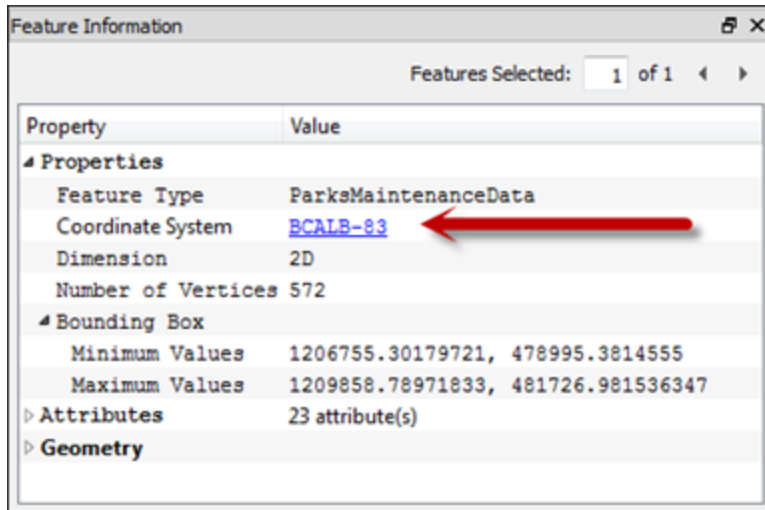 Feature Information
Features Selected: 1 of 1
Property Value
Properties
Feature Type ParksMaintenanceData
Coordinate System BCALB-83
Dimension 2D
Number of Vertices 572
Bounding Box
Minimum Values 1206755.30179721, 478995.3814555
Maximum Values 1209858.78971833, 481726.981536347
Attributes 23 attribute(s)
Geometry